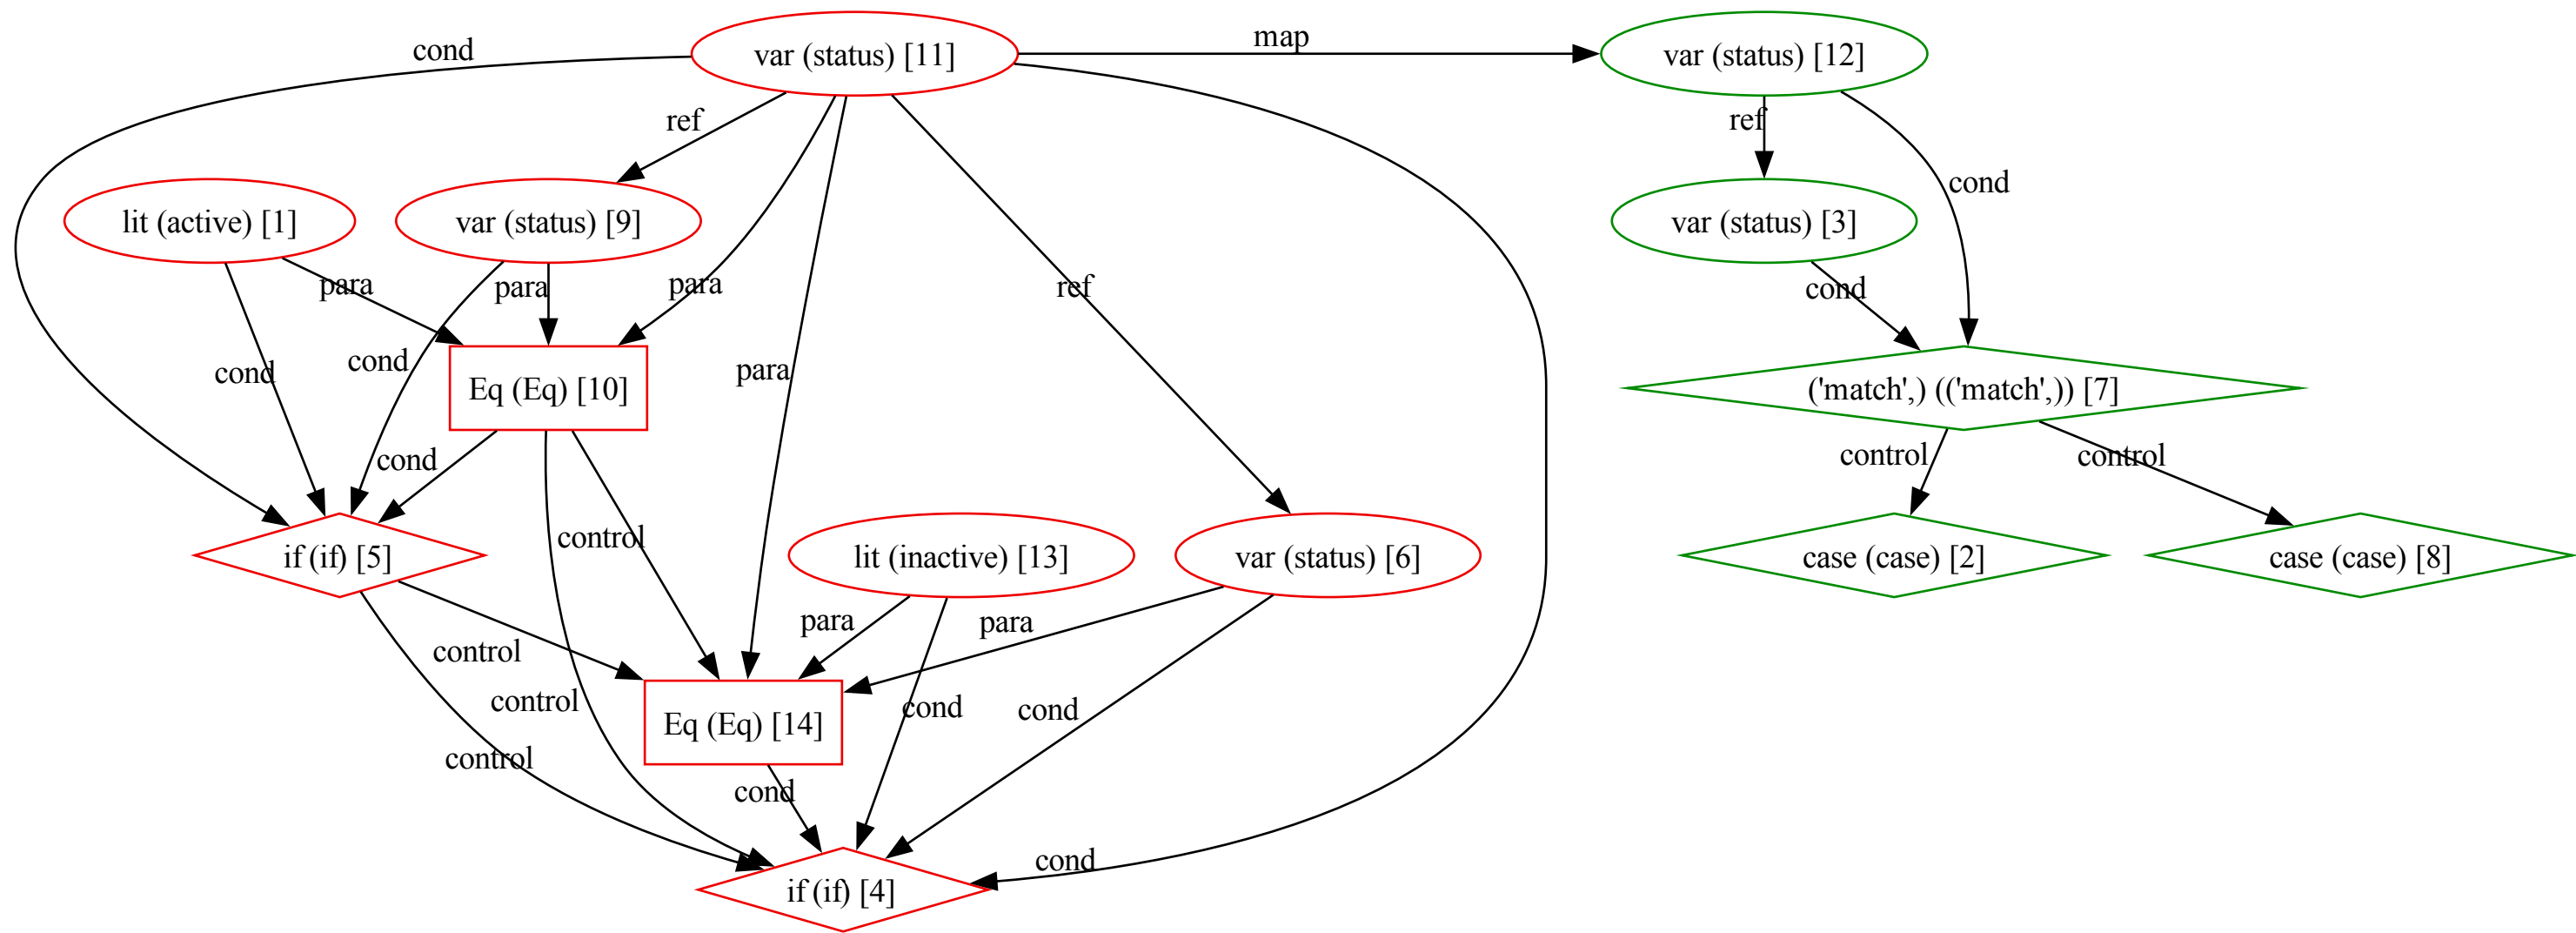 cond
var (status) [11]
map
var (status) [12]
ref
ref
lit (active) [1]
var (status) [9]
var (status) [3]
cond
para
para
para
ref
cond
cond
cond
para
Eq (Eq) [10]
('match',) (('match',)) [7]
cond
control
control
control
if (if) [5]
lit (inactive) [13]
var (status) [6]
case (case) [2]
case (case) [8]
para
para
control
control
cond
cond
Eq (Eq) [14]
control
cond
cond
if (if) [4]